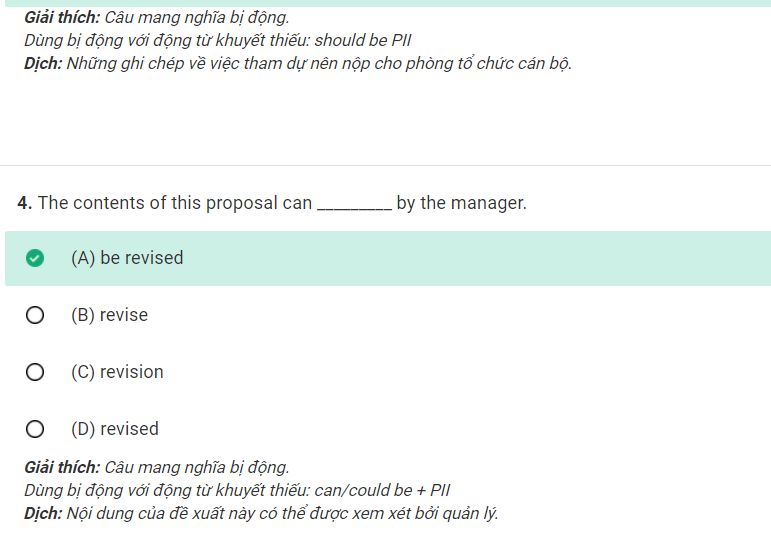 Giải thích: Câu mang nghĩa bị động.
Dùng bị động với động từ khuyết thiếu: should be PII
Dịch: Những ghi chép về việc tham dự nên nộp cho phòng tổ chức cán bộ.
4. The contents of this proposal can _________ by the manager.
(A) be revised
(B) revise
(C) revision
(D) revised
Giải thích: Câu mang nghĩa bị động.
Dùng bị động với động từ khuyết thiếu: can/could be + PII
Dịch: Nội dung của đề xuất này có thể được xem xét bởi quản lý.